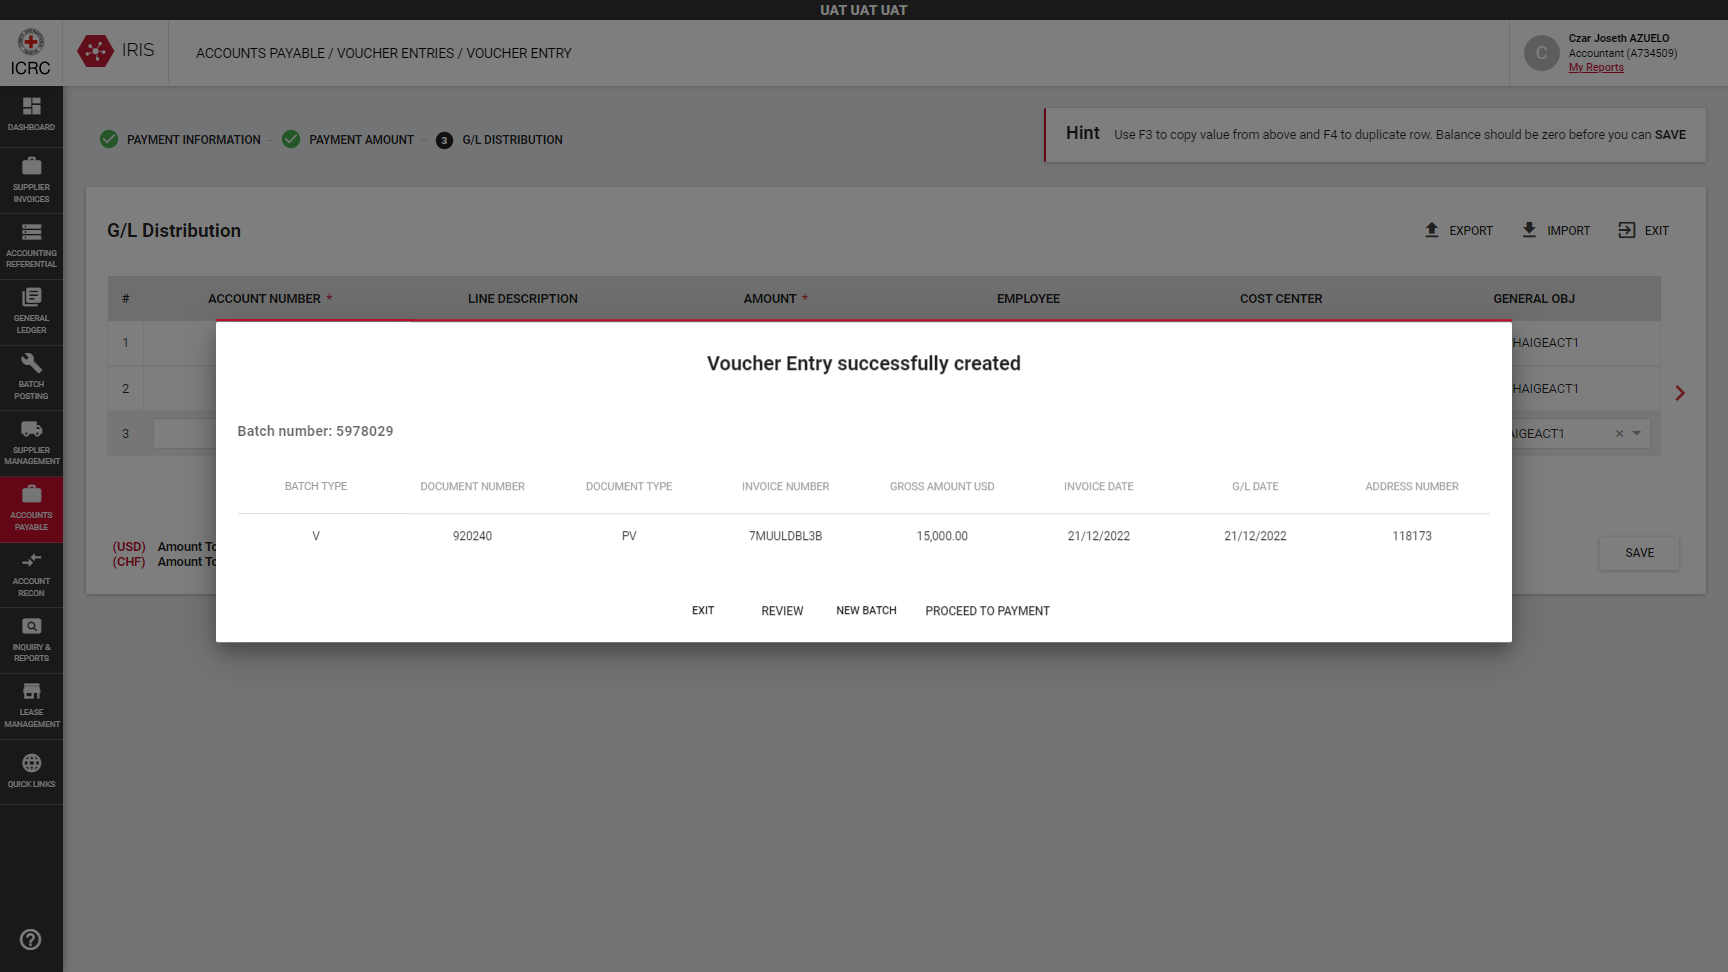 UAT UAT UAT
ICRC
IRIS
ACCOUNTS PAYABLE / VOUCHER ENTRIES / VOUCHER ENTRY
C
Czar Joseth AZUELO
Accountant (A734509)
My Reports
DASHBOARD
SUPPLIER
INVOICES
ACCOUNTING
REFERENTIAL
GENERAL
LEDGER
BATCH
POSTING
SUPPLIER
MANAGEMENT
ACCOUNTS
PAYABLE
ACCOUNT
RECON
INQUIRY &
REPORTS
LEASE
MANAGEMENT
QUICK LINKS
PAYMENT INFORMATION - PAYMENT AMOUNT - 3 G/L DISTRIBUTION
Hint Use F3 to copy value from above and F4 to duplicate row. Balance should be zero before you can SAVE
G/L Distribution
EXPORT IMPORT EXIT
# ACCOUNT NUMBER * LINE DESCRIPTION AMOUNT * EMPLOYEE COST CENTER GENERAL OBJ
1 HAIGEACT1
2 HAIGEACT1
3 AIGEACT1
(USD) Amount To
(CHF) Amount To
SAVE
Voucher Entry successfully created
Batch number: 5978029
BATCH TYPE DOCUMENT NUMBER DOCUMENT TYPE INVOICE NUMBER GROSS AMOUNT USD INVOICE DATE G/L DATE ADDRESS NUMBER
V 920240 PV 7MUULDBL3B 15,000.00 21/12/2022 21/12/2022 118173
EXIT REVIEW NEW BATCH PROCEED TO PAYMENT